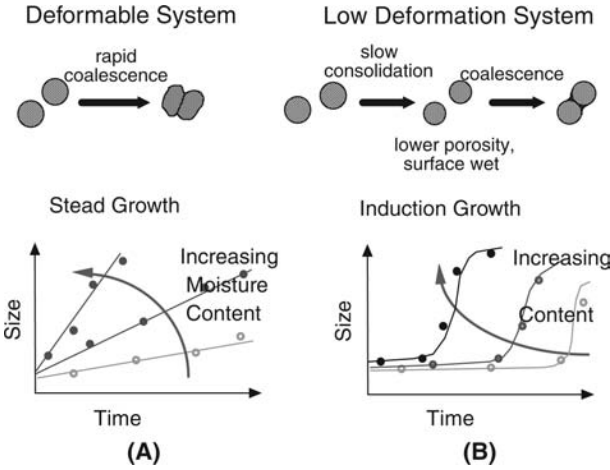 Deformable System
rapid
coalescence
Stead Growth
Increasing
Moisture
Content
Size
Time
(A)
Low Deformation System
slow
consolidation
coalescence
lower porosity,
surface wet
Induction Growth
Increasing
Content
Size
Time
(B)